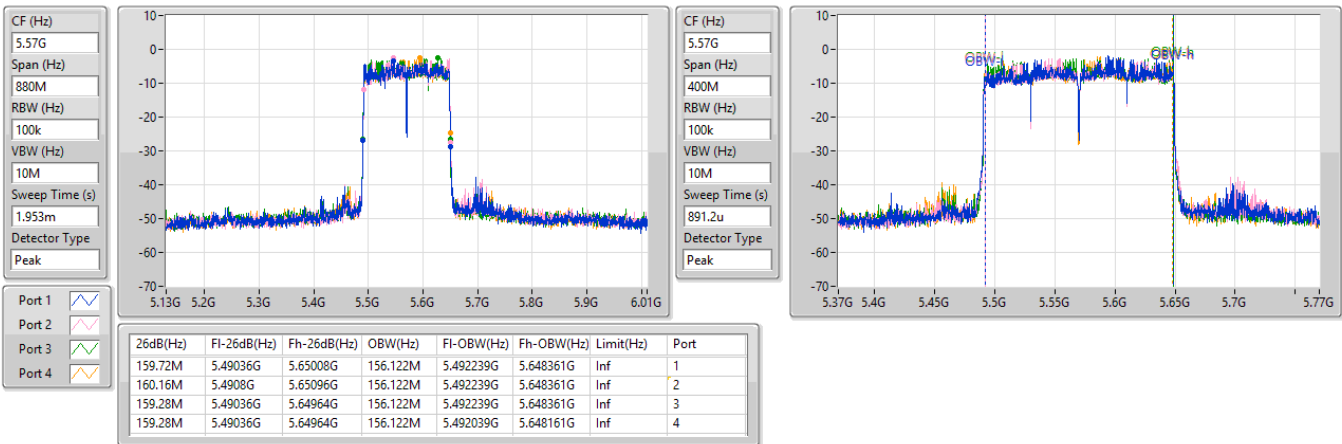 CF (Hz)
5.57G
Span (Hz)
880M
RBW (Hz)
100k
VBW (Hz)
10M
Sweep Time (s)
1.953m
Detector Type
Peak
10
0
-10
-20
-30
-40
-50
-60
-70
5.13G 5.2G 5.3G 5.4G 5.5G 5.6G 5.7G 5.8G 5.9G 6.01G
CF (Hz)
5.57G
Span (Hz)
400M
RBW (Hz)
100k
VBW (Hz)
10M
Sweep Time (s)
891.2u
Detector Type
Peak
10
0
-10
-20
-30
-40
-50
-60
-70
OBW-l OBW-h
5.37G 5.4G 5.45G 5.5G 5.55G 5.6G 5.65G 5.7G 5.77G
Port 1
Port 2
Port 3
Port 4
26dB(Hz) Fl-26dB(Hz) Fh-26dB(Hz) OBW(Hz) Fl-OBW(Hz) Fh-OBW(Hz) Limit(Hz) Port
159.72M 5.49036G 5.65008G 156.122M 5.492239G 5.648361G Inf 1
160.16M 5.4908G 5.65096G 156.122M 5.492239G 5.648361G Inf 2
159.28M 5.49036G 5.64964G 156.122M 5.492239G 5.648361G Inf 3
159.28M 5.49036G 5.64964G 156.122M 5.492039G 5.648161G Inf 4